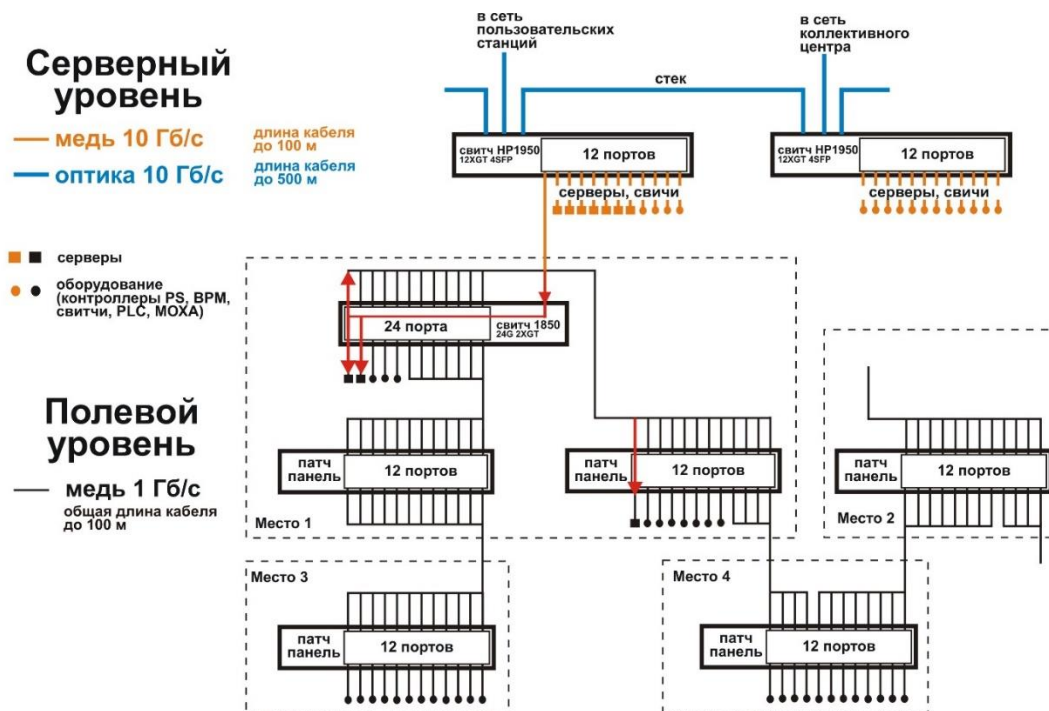 в сеть
пользовательских
станций
в сеть
коллективного
центра
Серверный
уровень
стек
медь 10 Гб/с
длина кабеля
до 100 м
оптика 10 Гб/с
длина кабеля
до 500 м
свитч HP1950
12XGT 4SFP
12 портов
свитч HP1950
12XGT 4SFP
12 портов
серверы, свичи
серверы, свичи
серверы
оборудование
(контроллеры PS, BPM,
свитчи, PLC, MOXA)
24 порта
свитч 1850
24G 2XGT
Полевой
уровень
медь 1 Гб/с
общая длина кабеля
до 100 м
патч
панель
12 портов
патч
панель
12 портов
патч
панель
12 портов
Место 1
Место 2
Место 3
Место 4
патч
панель
12 портов
патч
панель
12 портов